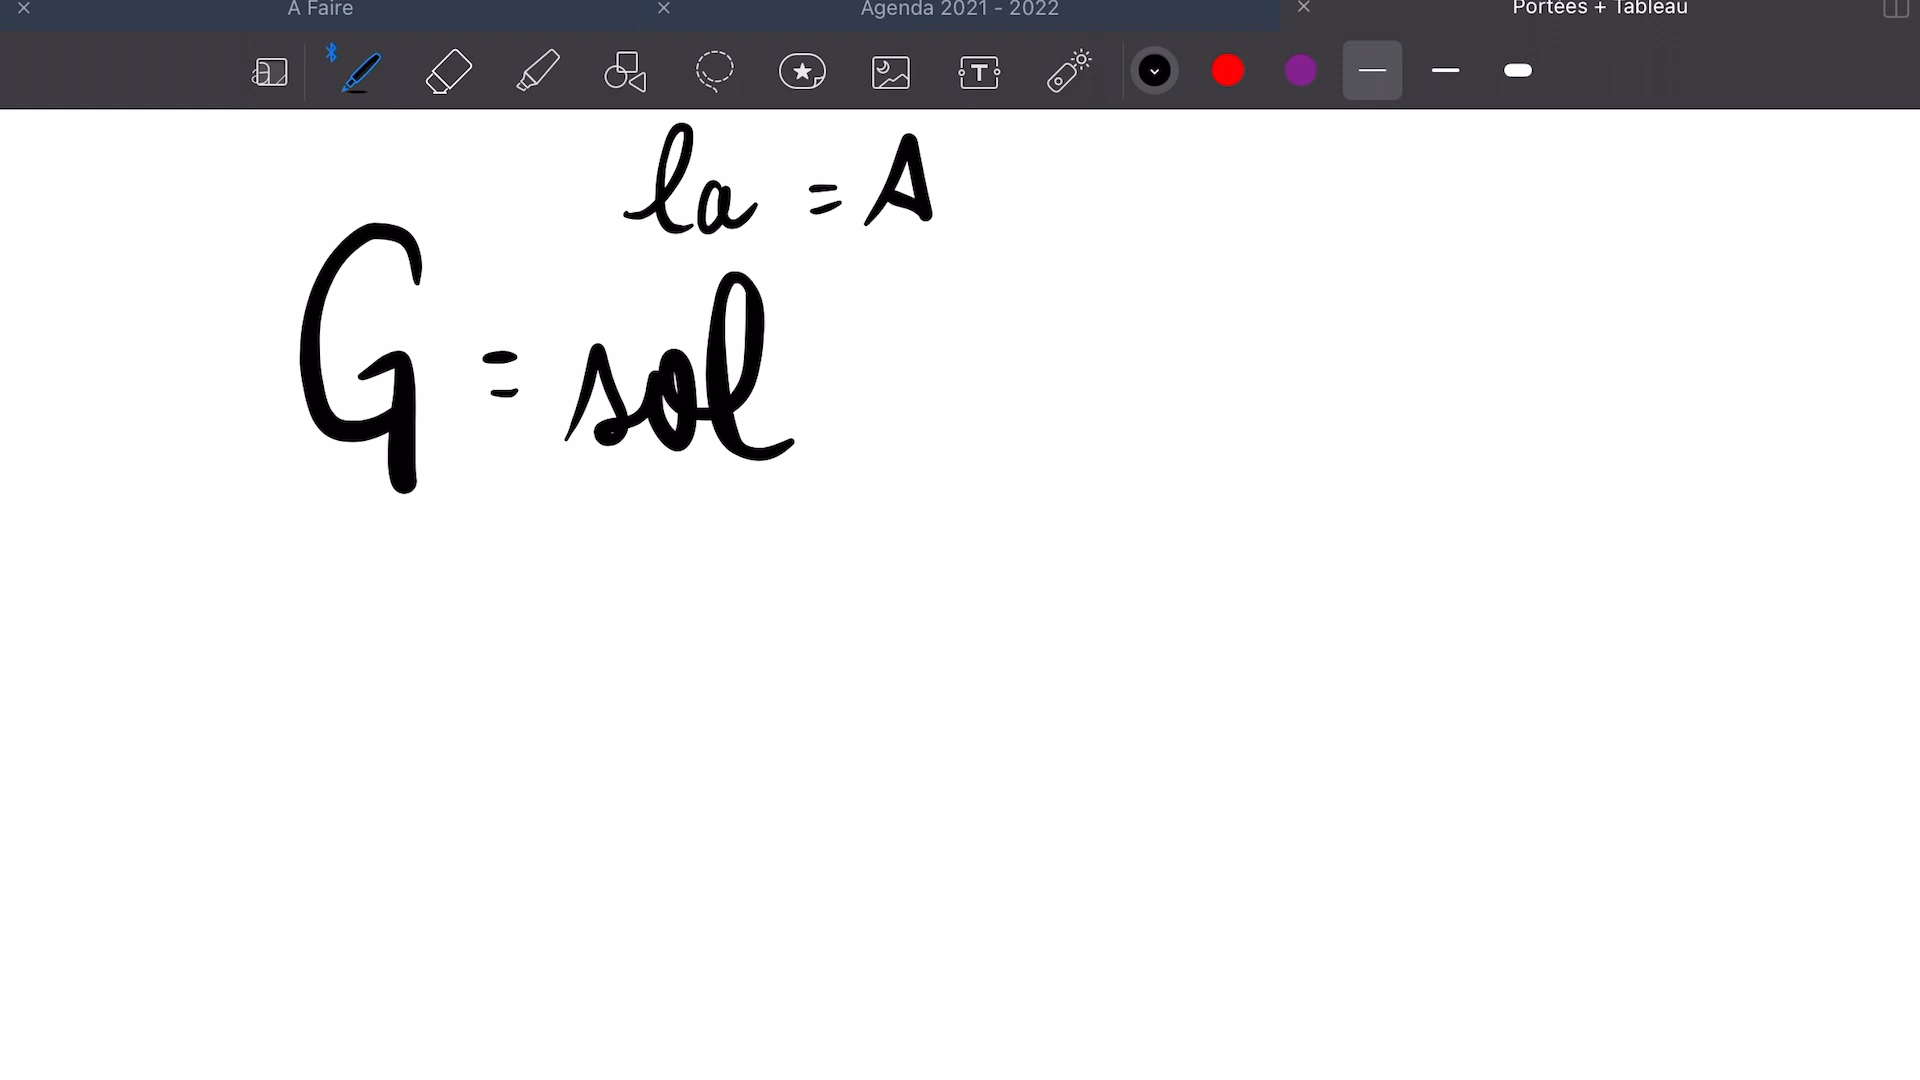 A Faire
Agenda 2021 - 2022
Portées + Tableau
T
la = A
G = sol